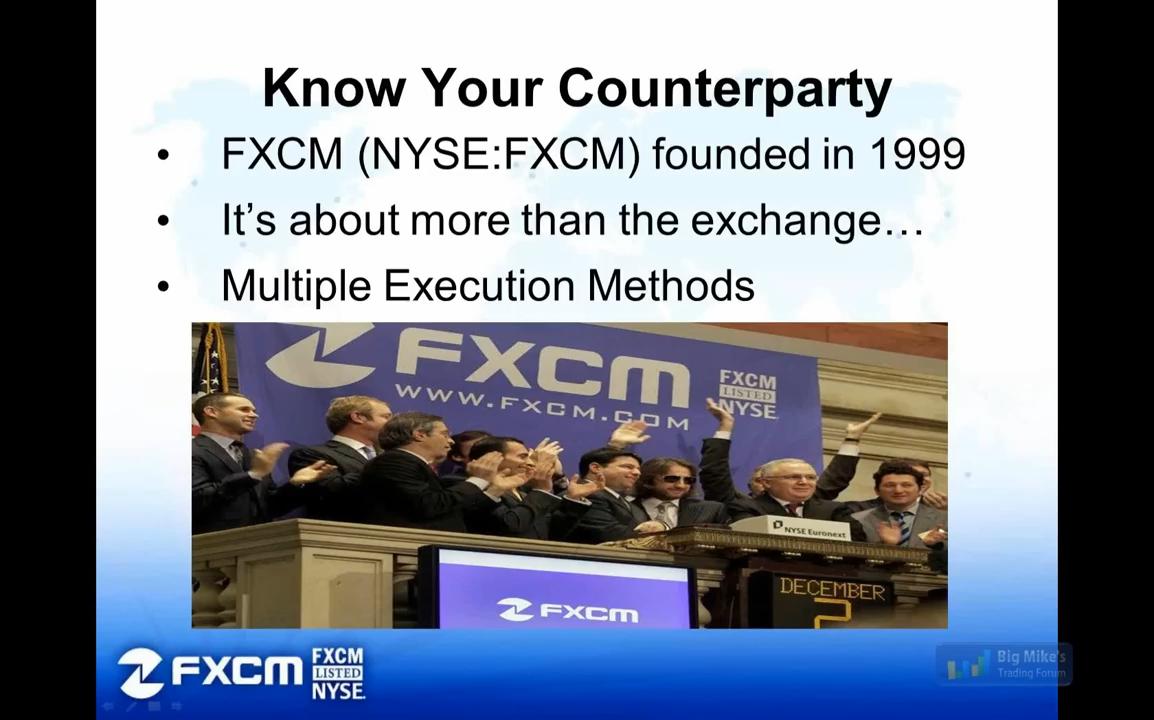 Know Your Counterparty
• FXCM (NYSE:FXCM) founded in 1999
• It’s about more than the exchange…
• Multiple Execution Methods
FXCM
WWW.FXCM.COM
FXCM
LISTED
NYSE
NYSE Euronext
DECEMBER
2
FXCM
FXCM
FXCM
LISTED
NYSE.
Big Mike's
Trading Forum